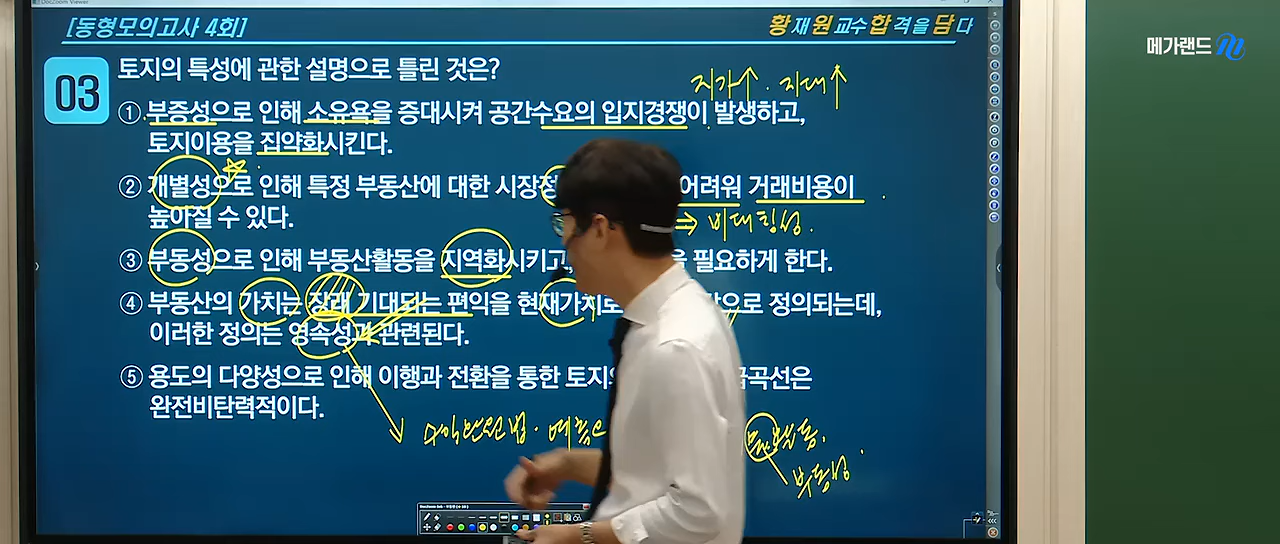 DocZoom Viewer
[동형모의고사 4회]
황재원교수합격을담다
메가랜드
03
토지의 특성에 관한 설명으로 틀린 것은?
지가↑ · 지대↑
① 부증성으로 인해 소유욕을 증대시켜 공간수요의 입지경쟁이 발생하고,
토지이용을 집약화시킨다.
② 개별성으로 인해 특정 부동산에 대한 시장 어려워 거래비용이
높아질 수 있다.
⇒ 비대칭성.
③ 부동성으로 인해 부동산활동을 지역화시키고, 을 필요하게 한다.
④ 부동산의 가치는 장래 기대되는 편익을 현재가치로 으로 정의되는데,
이러한 정의는 영속성과 관련된다.
⑤ 용도의 다양성으로 인해 이행과 전환을 통한 토지의 급곡선은
완전비탄력적이다.
수익환원법 ·
부동성.